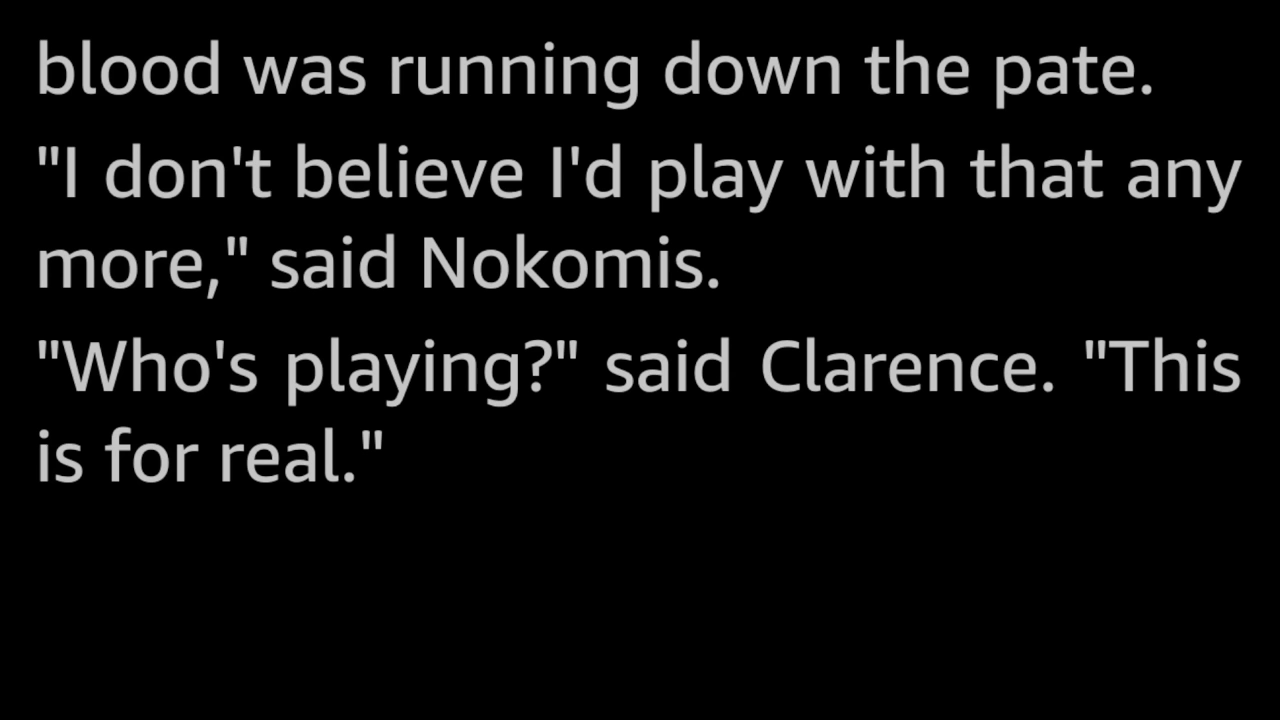 blood was running down the pate.
"I don't believe I'd play with that any
more," said Nokomis.
"Who's playing?" said Clarence. "This
is for real."